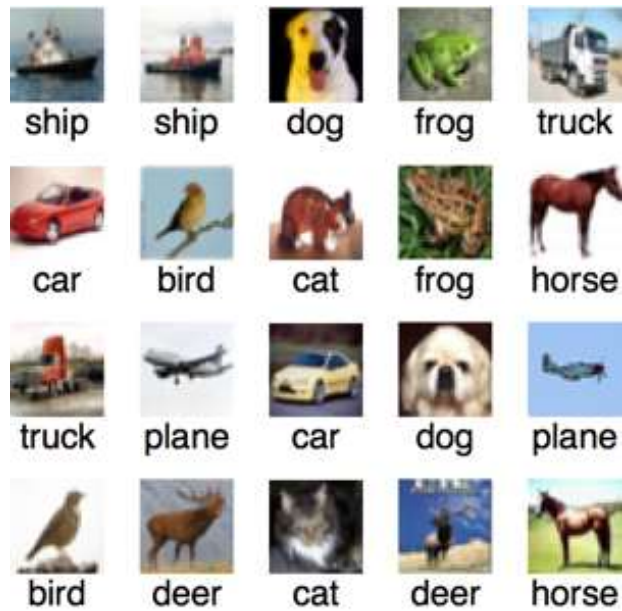 ship ship dog frog truck
car bird cat frog horse
truck plane car dog plane
bird deer cat deer horse